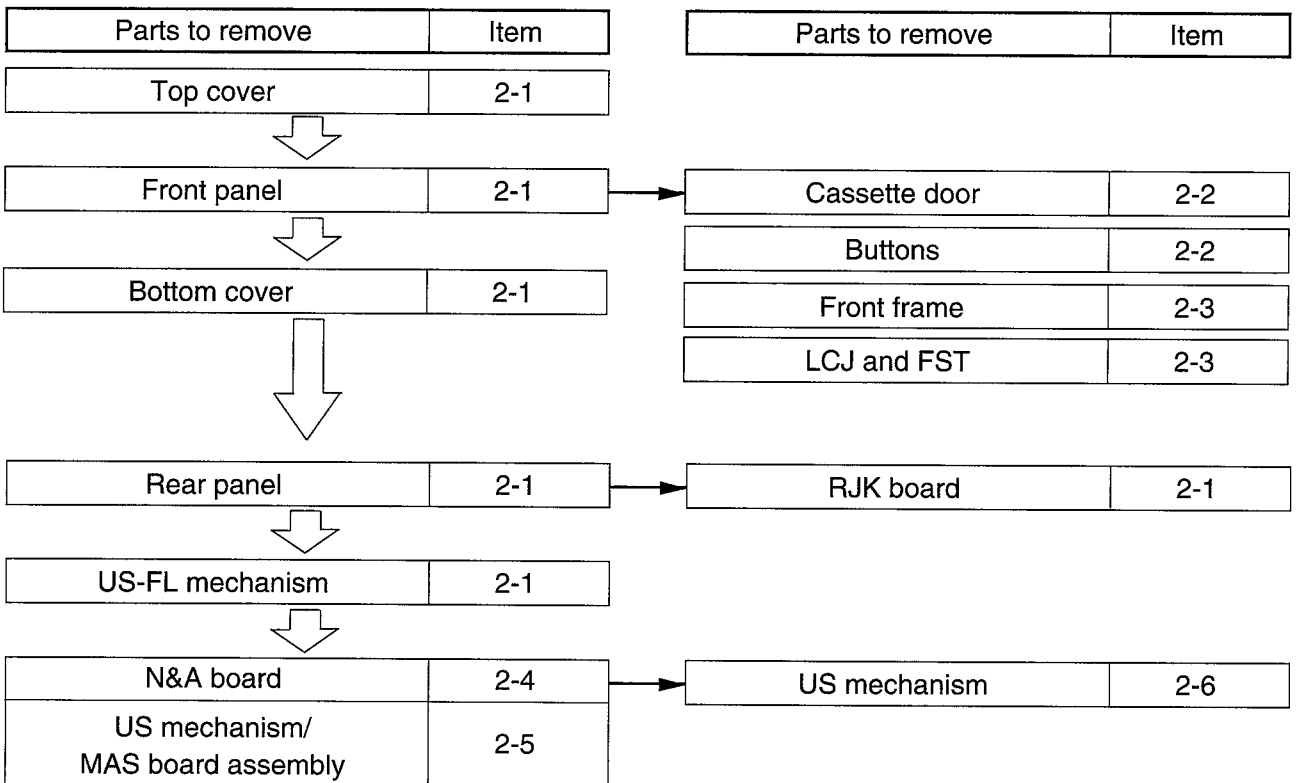 Parts to remove Item
Top cover 2-1
Front panel 2-1
Bottom cover 2-1
Rear panel 2-1
US-FL mechanism 2-1
N&A board 2-4
US mechanism/
MAS board assembly 2-5
Parts to remove Item
Cassette door 2-2
Buttons 2-2
Front frame 2-3
LCJ and FST 2-3
RJK board 2-1
US mechanism 2-6